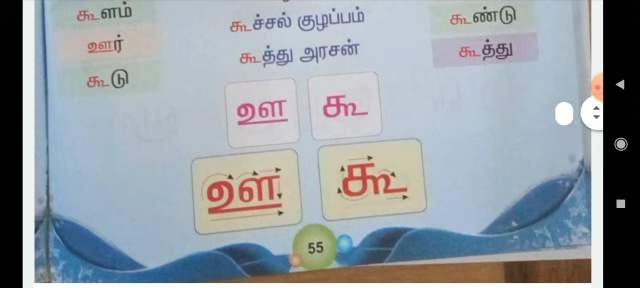 கூளம்
ஊர்
கூடு
கூச்சல் குழப்பம்
கூத்து அரசன்
கூண்டு
கூத்து
ஊ கூ
ஊ கூ
55